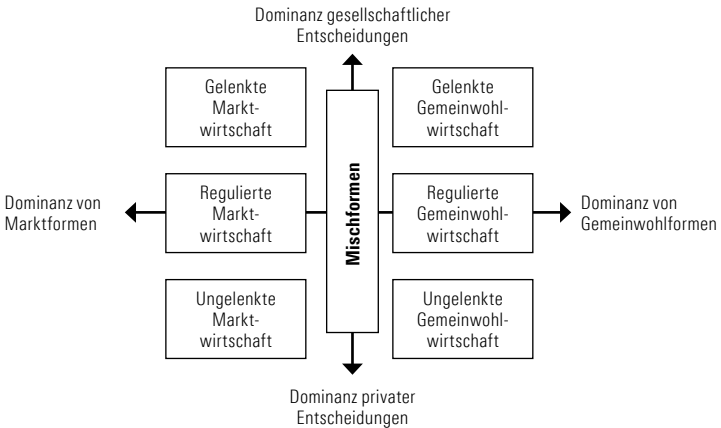 Dominanz gesellschaftlicher
Entscheidungen
Gelenkte
Markt-
wirtschaft
Gelenkte
Gemeinwohl-
wirtschaft
Dominanz von
Marktformen
Regulierte
Markt-
wirtschaft
Mischformen
Regulierte
Gemeinwohl-
wirtschaft
Dominanz von
Gemeinwohlformen
Ungelenkte
Markt-
wirtschaft
Ungelenkte
Gemeinwohl-
wirtschaft
Dominanz privater
Entscheidungen